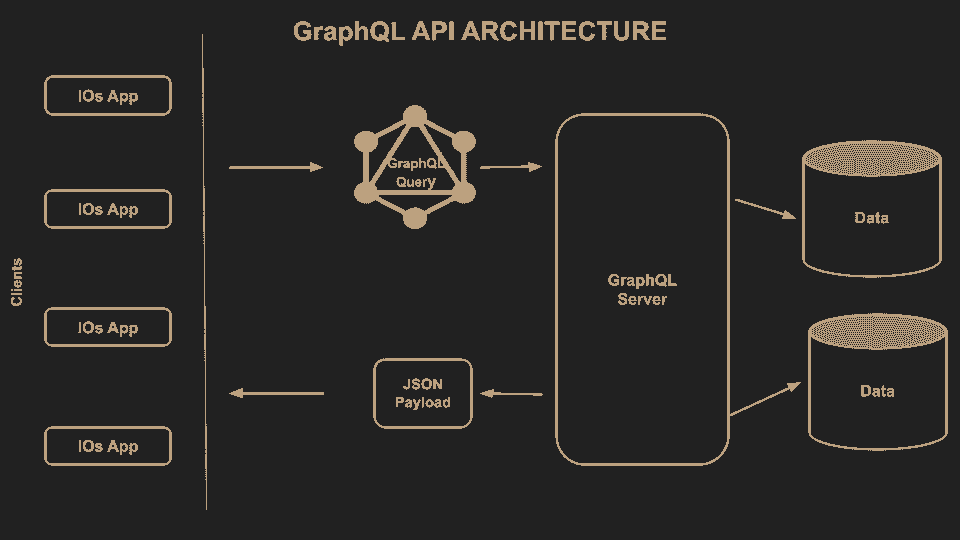 GraphQL API ARCHITECTURE
IOs App
IOs App
IOs App
IOs App
Clients
GraphQL
Query
JSON
Payload
GraphQL
Server
Data
Data